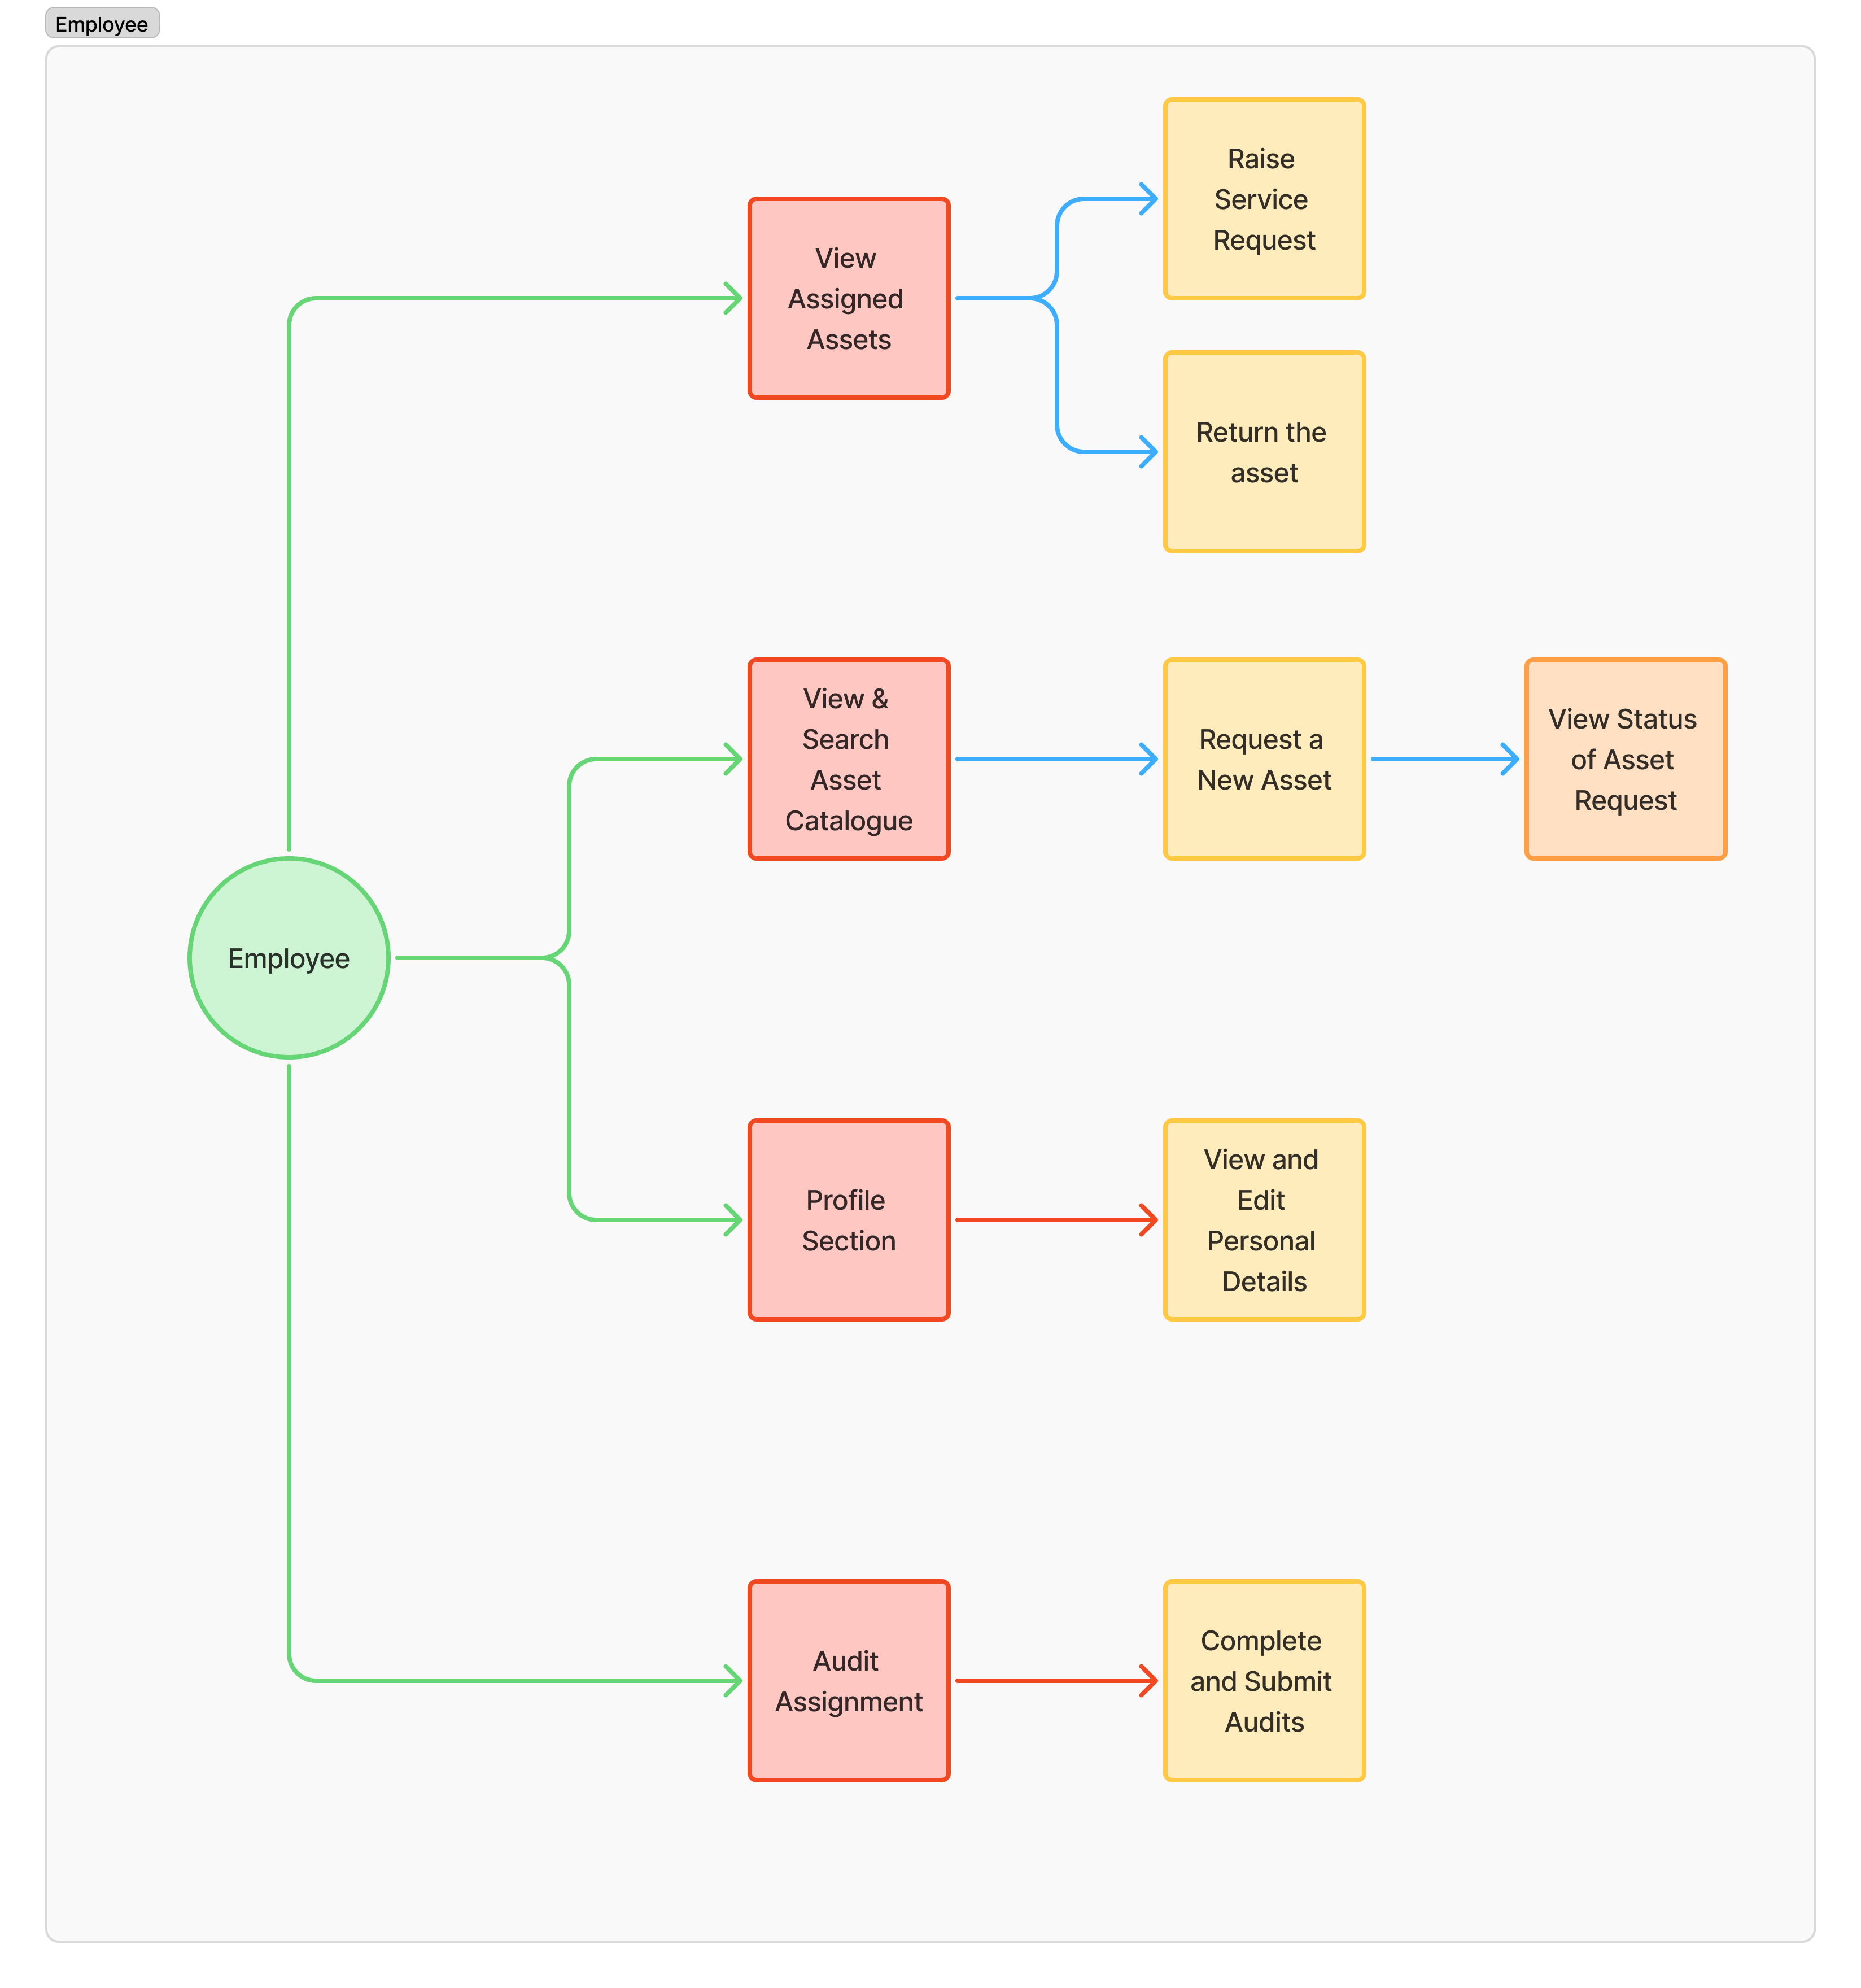 Employee
Raise
Service
Request
View
Assigned
Assets
Return the
asset
View &
Search
Asset
Catalogue
Request a
New Asset
View Status
of Asset
Request
Employee
Profile
Section
View and
Edit
Personal
Details
Audit
Assignment
Complete
and Submit
Audits